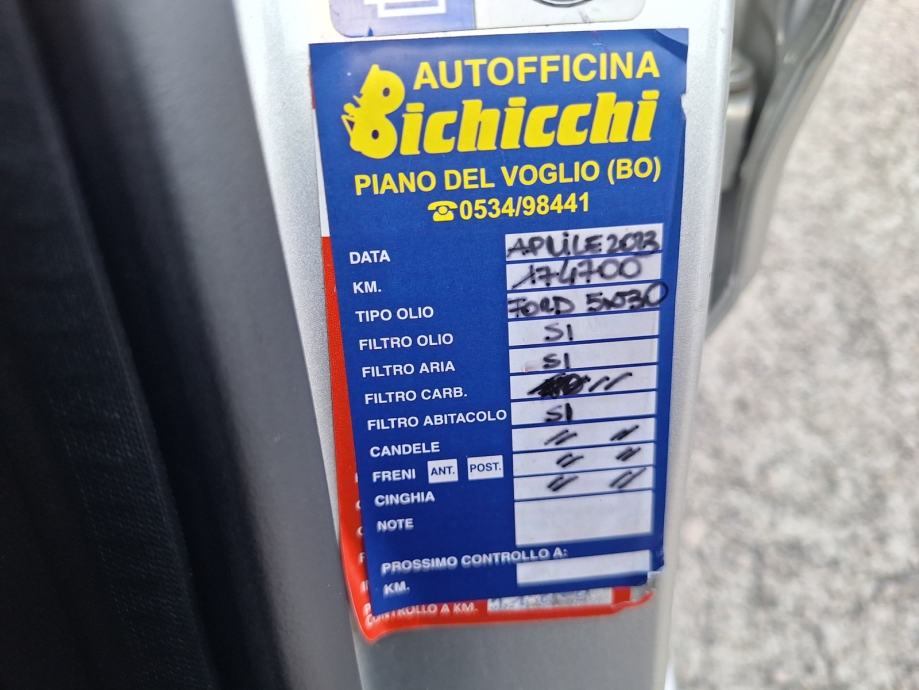 AUTOFFICINA
Bichicchi
PIANO DEL VOGLIO (BO)
☎0534/98441
DATA APRILE 2023
KM. 174700
TIPO OLIO FORD 5W30
FILTRO OLIO SI
FILTRO ARIA SI
FILTRO CARB. //
FILTRO ABITACOLO SI
CANDELE // //
FRENI ANT. POST. // //
CINGHIA // //
NOTE
PROSSIMO CONTROLLO A:
KM.
CONTROLLO A KM.